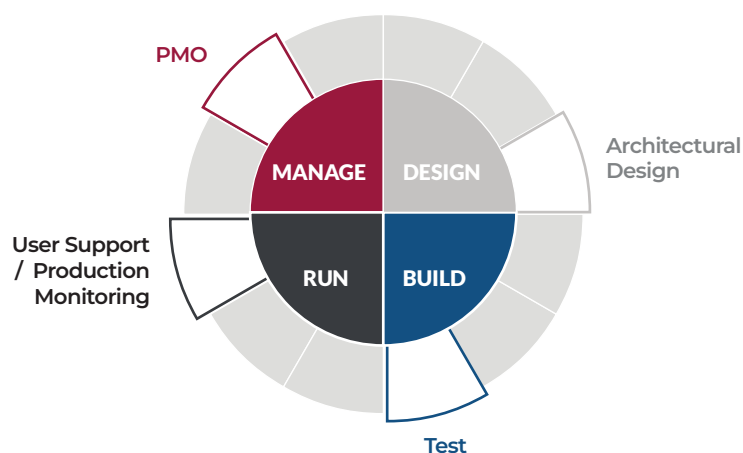 PMO
MANAGE
DESIGN
Architectural
Design
User Support
/ Production
Monitoring
RUN
BUILD
Test